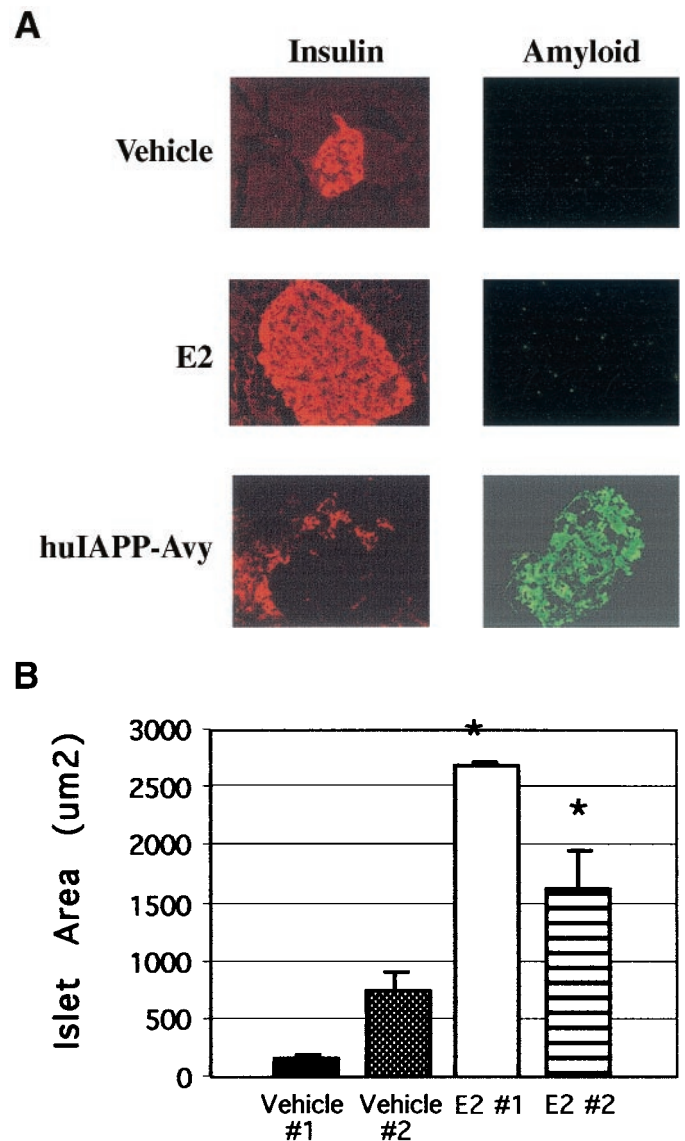 A
Insulin Amyloid
Vehicle
E2
huIAPP-Avy
B
Islet Area (um2)
3000
2500
2000
1500
1000
500
0
*
*
Vehicle #1
Vehicle #2
E2 #1
E2 #2